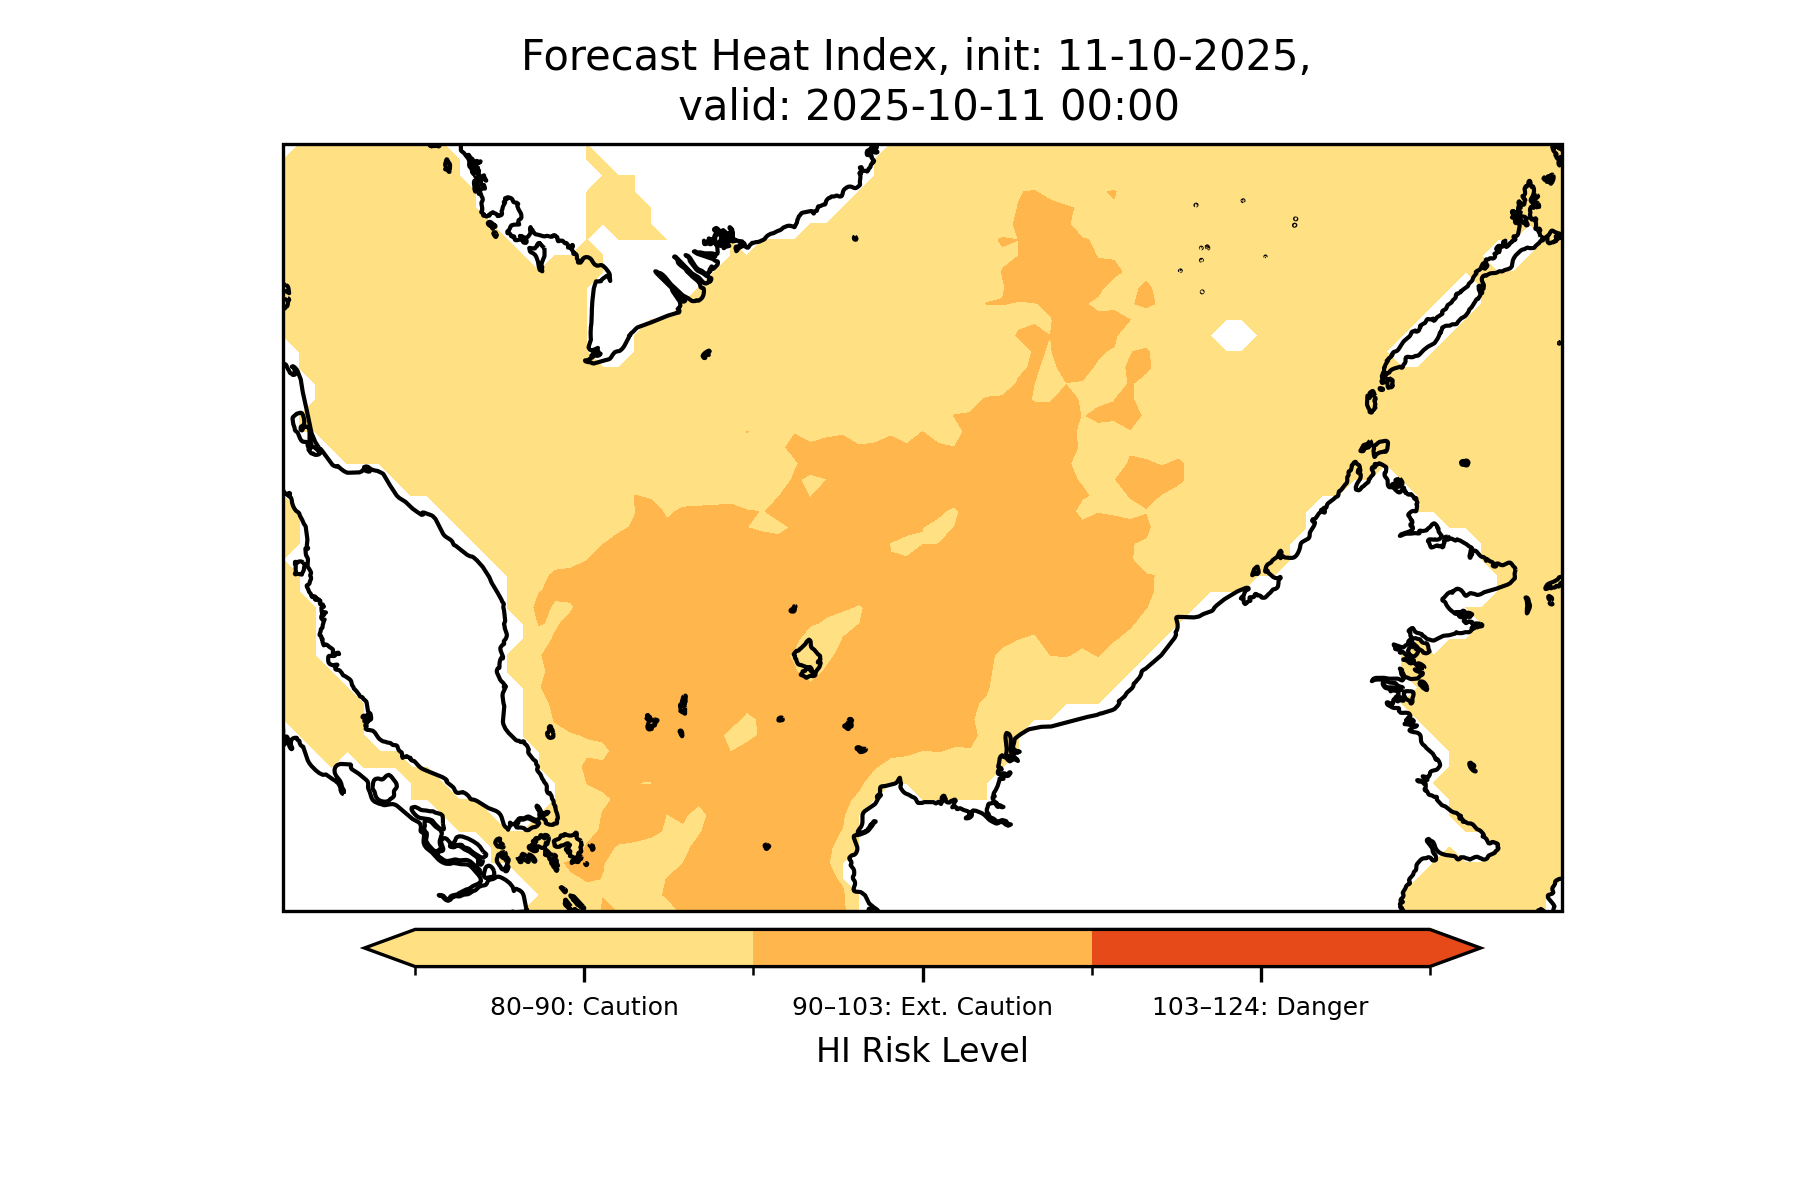 Forecast Heat Index, init: 11-10-2025,
valid: 2025-10-11 00:00
80–90: Caution
90–103: Ext. Caution
103–124: Danger
HI Risk Level